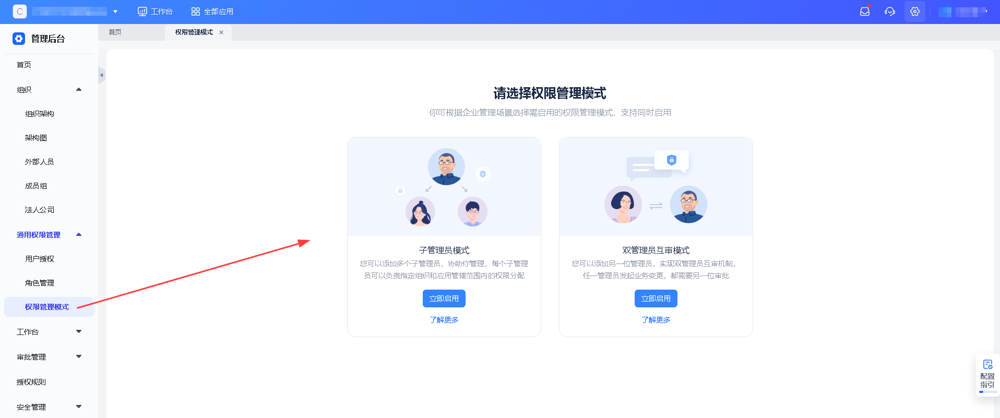 C
工作台
全部应用
管理后台
首页
权限管理模式
首页
组织
组织架构
架构图
外部人员
成员组
法人公司
通用权限管理
用户授权
角色管理
权限管理模式
工作台
审批管理
授权规则
安全管理
请选择权限管理模式
你可根据企业管理场景选择需启用的权限管理模式，支持同时启用
子管理员模式
您可以添加多个子管理员，协助你管理，每个子管理
员可以负责指定组织和应用管辖范围内的权限分配
立即启用
了解更多
双管理员互审模式
您可以添加另一位管理员，实现双管理员互审机制，
任一管理员发起业务变更，都需要另一位审批
立即启用
了解更多
配置
指引